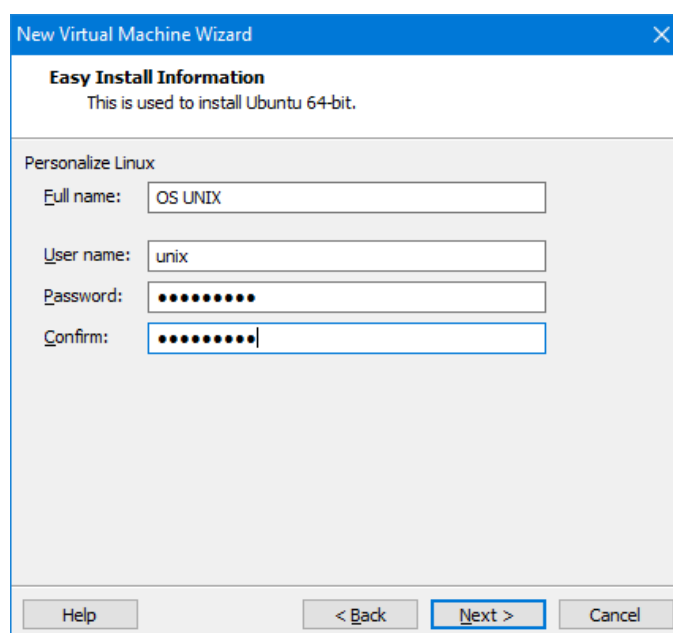 New Virtual Machine Wizard
Easy Install Information
This is used to install Ubuntu 64-bit.
Personalize Linux
Full name: OS UNIX
User name: unix
Password: ●●●●●●●●●
Confirm: ●●●●●●●●●
Help < Back Next > Cancel